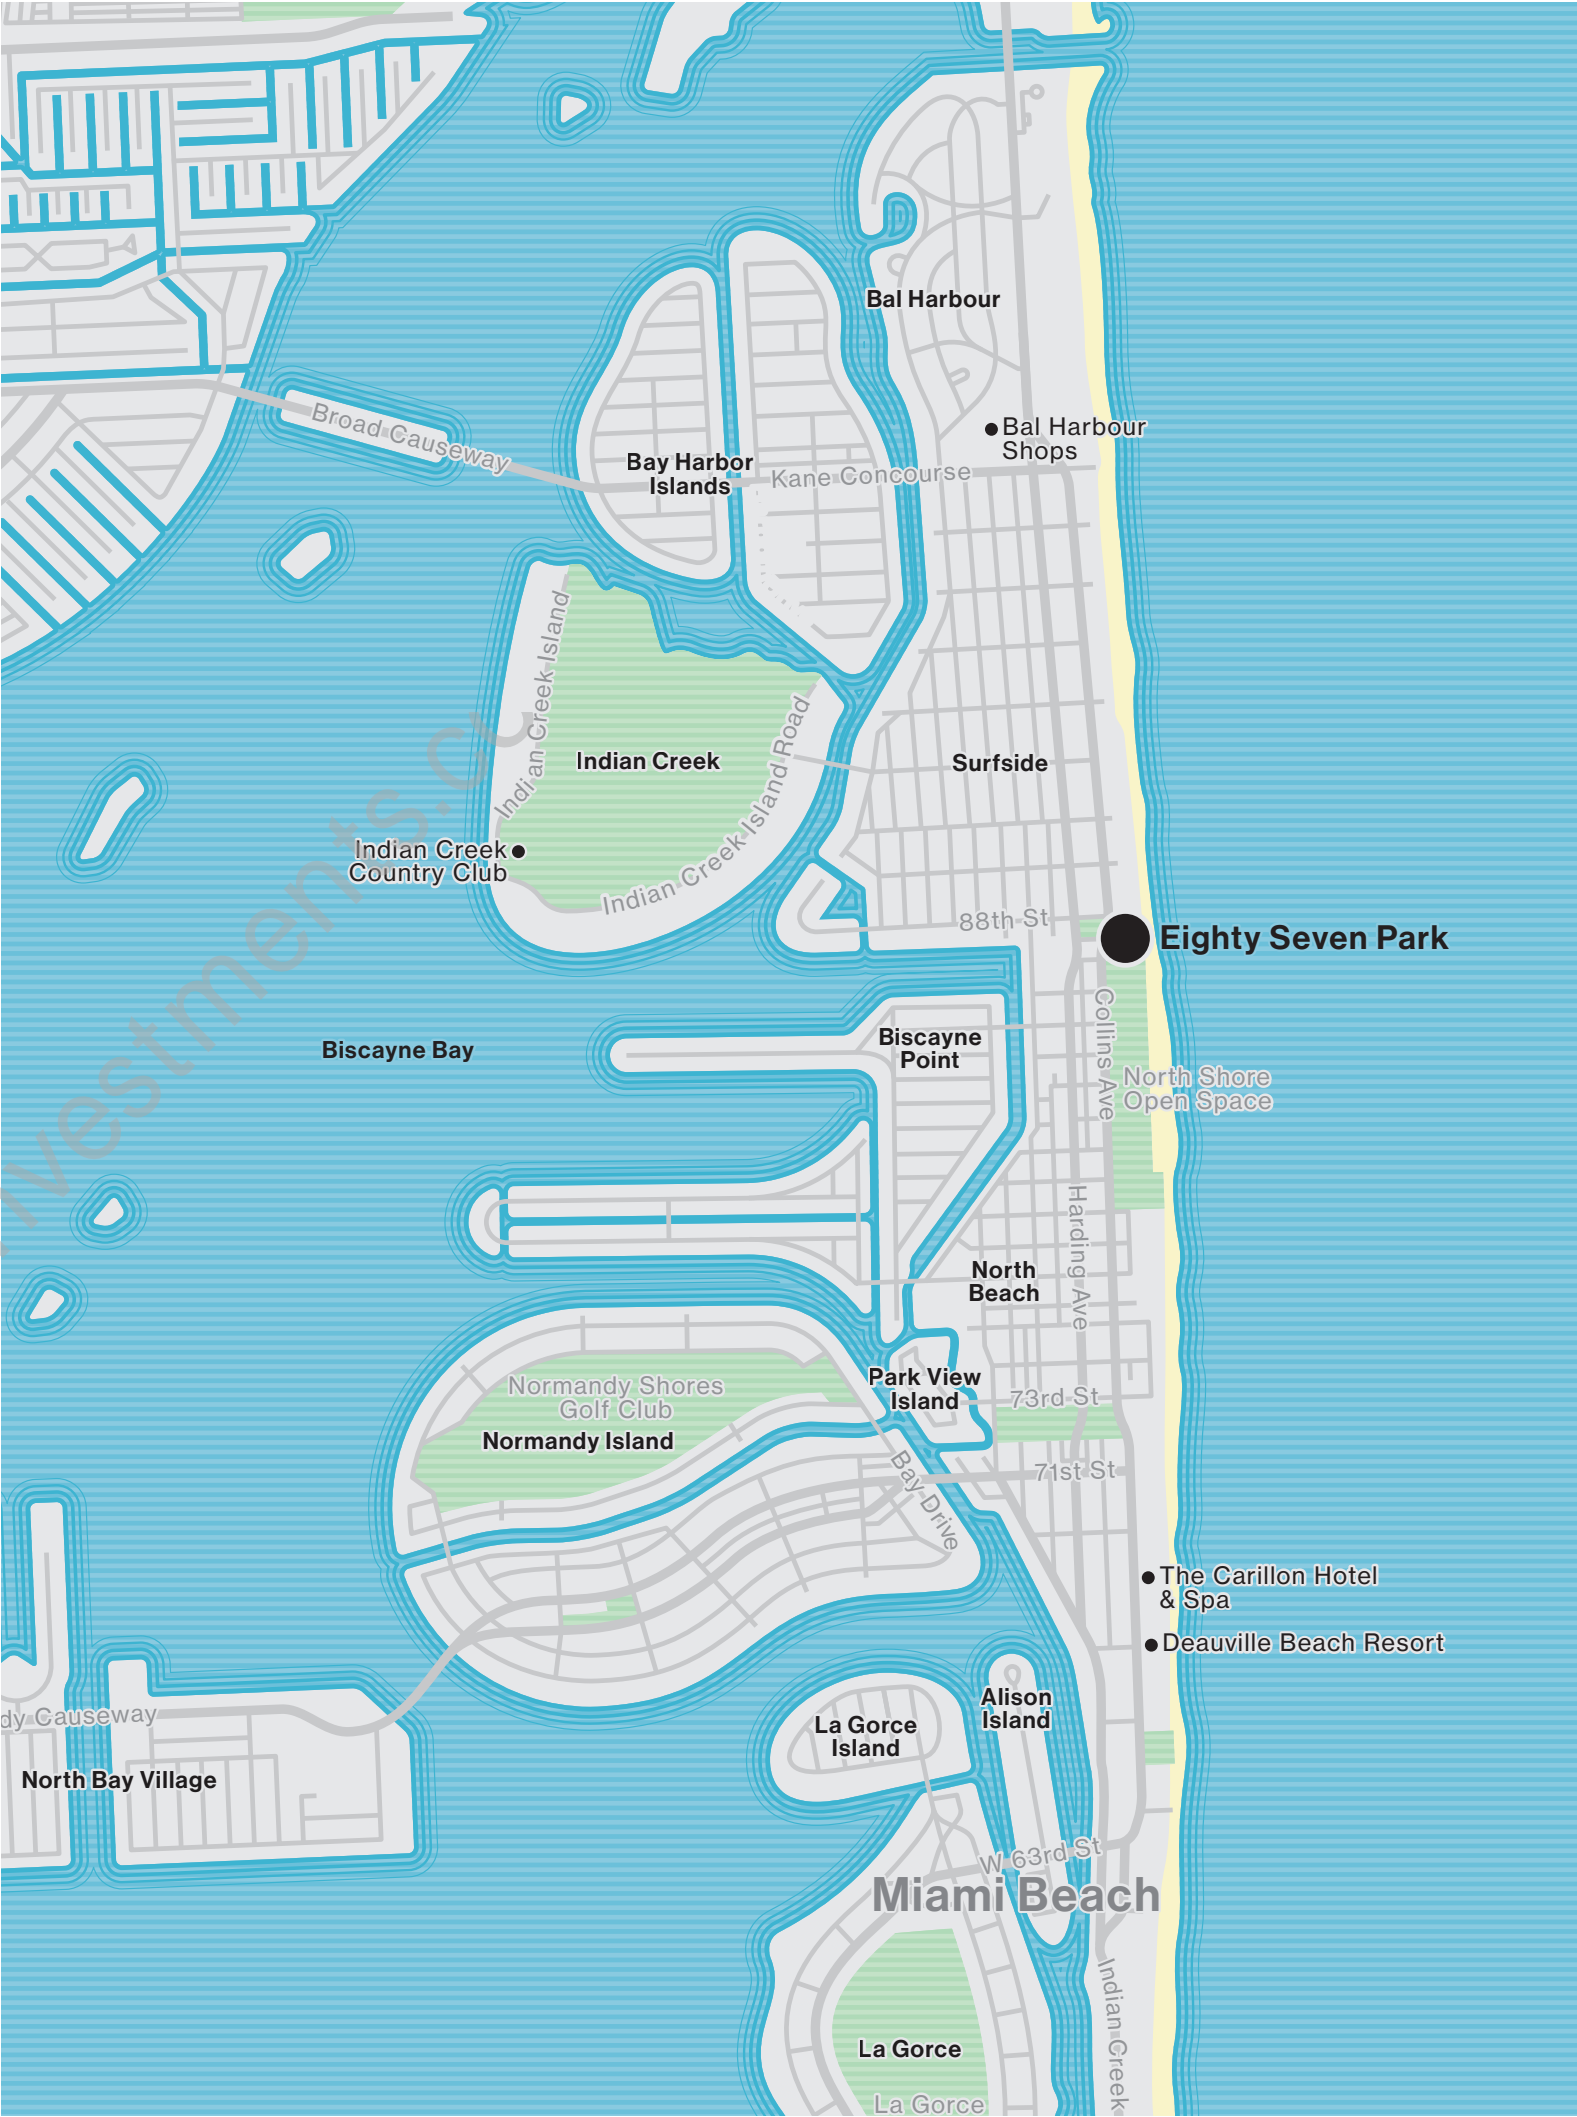 Bal Harbour
Broad Causeway
Bal Harbour
Shops
Bay Harbor
Islands
Kane Concourse
Indian Creek Island
Indian Creek Island Road
Indian Creek
Surfside
Indian Creek
Country Club
88th St
Eighty Seven Park
Collins Ave
Biscayne
Point
Biscayne Bay
North Shore
Open Space
Harding Ave
North
Beach
Park View
Island
Normandy Shores
Golf Club
73rd St
Normandy Island
Bay Drive
71st St
The Carillon Hotel
& Spa
Deauville Beach Resort
Alison
Island
dy Causeway
La Gorce
Island
North Bay Village
W 63rd St
Miami Beach
Indian Creek
La Gorce
La Gorce
vestments.c